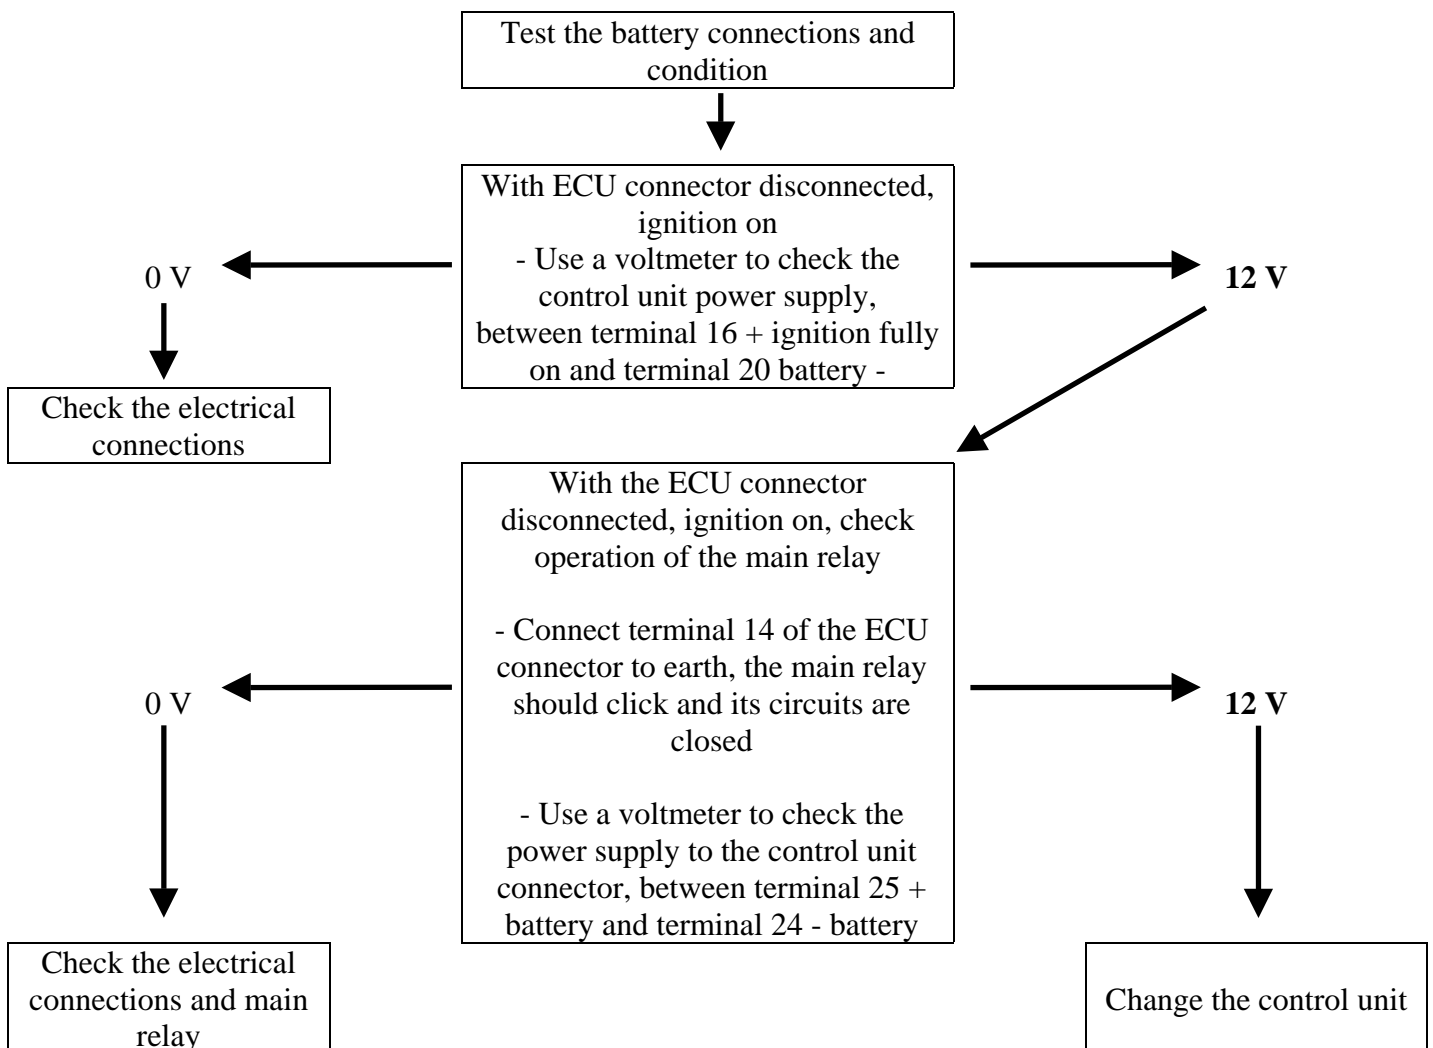 Test the battery connections and
condition
With ECU connector disconnected,
ignition on
- Use a voltmeter to check the
control unit power supply,
between terminal 16 + ignition fully
on and terminal 20 battery -
0 V
12 V
Check the electrical
connections
With the ECU connector
disconnected, ignition on, check
operation of the main relay
- Connect terminal 14 of the ECU
connector to earth, the main relay
should click and its circuits are
closed
- Use a voltmeter to check the
power supply to the control unit
connector, between terminal 25 +
battery and terminal 24 - battery
0 V
12 V
Check the electrical
connections and main
relay
Change the control unit